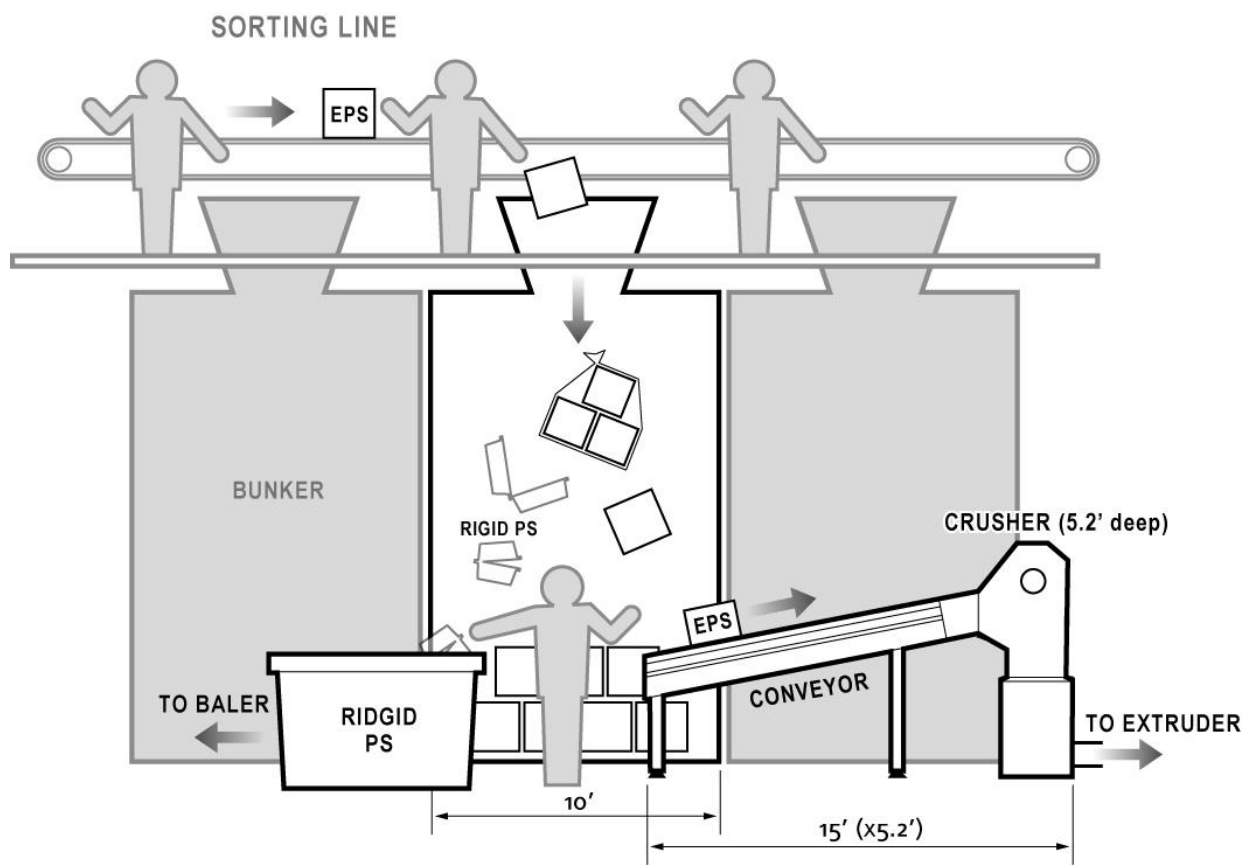 SORTING LINE
EPS
BUNKER
RIGID PS
CRUSHER (5.2’ deep)
EPS
CONVEYOR
TO BALER
RIDGID
PS
TO EXTRUDER
10’
15’ (x5.2’)